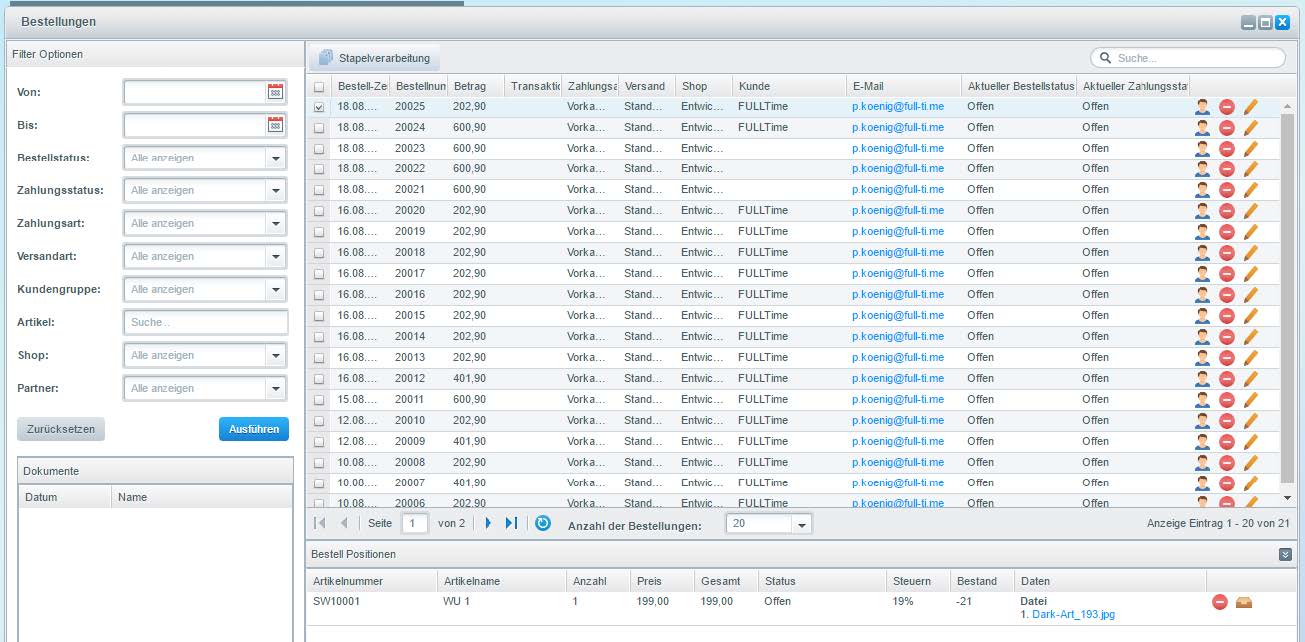 Bestellungen
Filter Optionen
Von:
Bis:
Bestellstatus: Alle anzeigen
Zahlungsstatus: Alle anzeigen
Zahlungsart: Alle anzeigen
Versandart: Alle anzeigen
Kundengruppe: Alle anzeigen
Artikel: Suche...
Shop: Alle anzeigen
Partner: Alle anzeigen
Zurücksetzen Ausführen
Dokumente
Datum Name
Stapelverarbeitung Suche...
Bestell-Zei Bestellnum Betrag Transaktio Zahlungsa Versand Shop Kunde E-Mail Aktueller Bestellstatus Aktueller Zahlungsstat
18.08.... 20025 202,90 Vorka... Stand... Entwic... FULLTime p.koenig@full-ti.me Offen Offen
18.08.... 20024 600,90 Vorka... Stand... Entwic... FULLTime p.koenig@full-ti.me Offen Offen
18.08.... 20023 600,90 Vorka... Stand... Entwic... p.koenig@full-ti.me Offen Offen
18.08.... 20022 600,90 Vorka... Stand... Entwic... p.koenig@full-ti.me Offen Offen
18.08.... 20021 600,90 Vorka... Stand... Entwic... p.koenig@full-ti.me Offen Offen
16.08.... 20020 202,90 Vorka... Stand... Entwic... FULLTime p.koenig@full-ti.me Offen Offen
16.08.... 20019 202,90 Vorka... Stand... Entwic... FULLTime p.koenig@full-ti.me Offen Offen
16.08.... 20018 202,90 Vorka... Stand... Entwic... FULLTime p.koenig@full-ti.me Offen Offen
16.08.... 20017 202,90 Vorka... Stand... Entwic... FULLTime p.koenig@full-ti.me Offen Offen
16.08.... 20016 202,90 Vorka... Stand... Entwic... FULLTime p.koenig@full-ti.me Offen Offen
16.08.... 20015 202,90 Vorka... Stand... Entwic... FULLTime p.koenig@full-ti.me Offen Offen
16.08.... 20014 202,90 Vorka... Stand... Entwic... FULLTime p.koenig@full-ti.me Offen Offen
16.08.... 20013 202,90 Vorka... Stand... Entwic... FULLTime p.koenig@full-ti.me Offen Offen
16.08.... 20012 401,90 Vorka... Stand... Entwic... FULLTime p.koenig@full-ti.me Offen Offen
15.08.... 20011 600,90 Vorka... Stand... Entwic... FULLTime p.koenig@full-ti.me Offen Offen
12.08.... 20010 202,90 Vorka... Stand... Entwic... FULLTime p.koenig@full-ti.me Offen Offen
12.08.... 20009 401,90 Vorka... Stand... Entwic... FULLTime p.koenig@full-ti.me Offen Offen
10.08.... 20008 202,90 Vorka... Stand... Entwic... FULLTime p.koenig@full-ti.me Offen Offen
10.08.... 20007 401,90 Vorka... Stand... Entwic... FULLTime p.koenig@full-ti.me Offen Offen
10.08.... 20006 202,90 Vorka... Stand... Entwic... FULLTime p.koenig@full-ti.me Offen Offen
Seite 1 von 2 Anzahl der Bestellungen: 20 Anzeige Eintrag 1 - 20 von 21
Bestell Positionen
Artikelnummer Artikelname Anzahl Preis Gesamt Status Steuern Bestand Daten
SW10001 WU 1 1 199,00 199,00 Offen 19% -21 Datei
1. Dark-Art_193.jpg